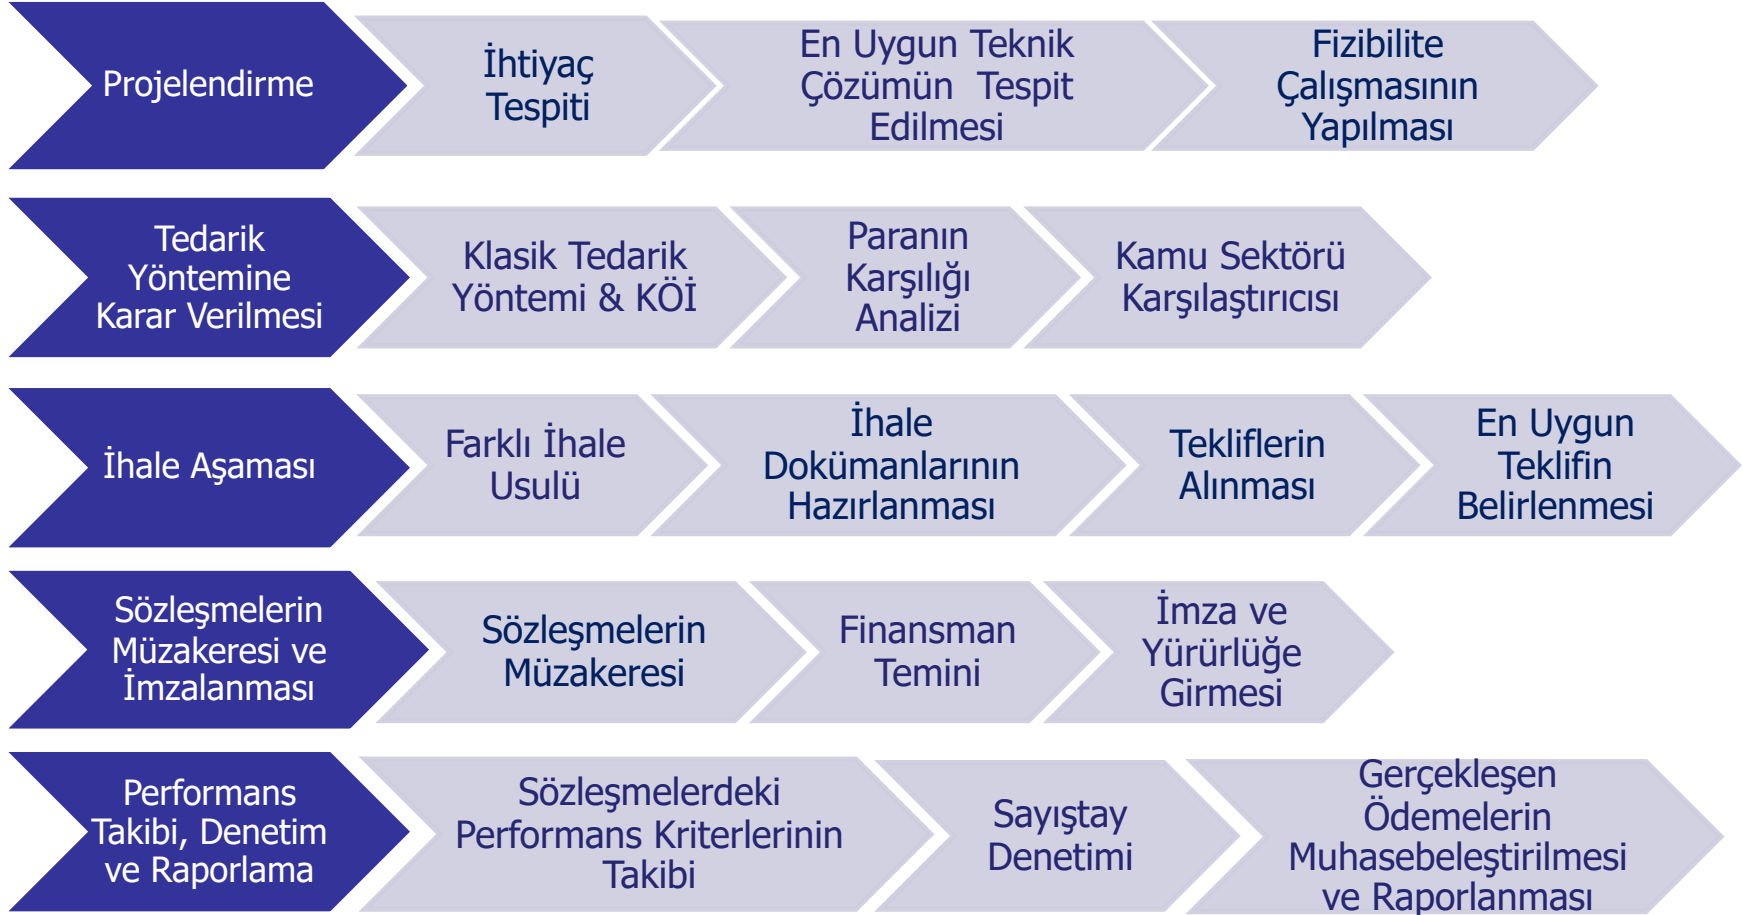 Projelendirme
İhtiyaç
Tespiti
En Uygun Teknik
Çözümün Tespit
Edilmesi
Fizibilite
Çalışmasının
Yapılması
Tedarik
Yöntemine
Karar Verilmesi
Klasik Tedarik
Yöntemi & KÖİ
Paranın
Karşılığı
Analizi
Kamu Sektörü
Karşılaştırıcısı
İhale Aşaması
Farklı İhale
Usulü
İhale
Dokümanlarının
Hazırlanması
Tekliflerin
Alınması
En Uygun
Teklifin
Belirlenmesi
Sözleşmelerin
Müzakeresi ve
İmzalanması
Sözleşmelerin
Müzakeresi
Finansman
Temini
İmza ve
Yürürlüğe
Girmesi
Performans
Takibi, Denetim
ve Raporlama
Sözleşmelerdeki
Performans Kriterlerinin
Takibi
Sayıştay
Denetimi
Gerçekleşen
Ödemelerin
Muhasebeleştirilmesi
ve Raporlanması